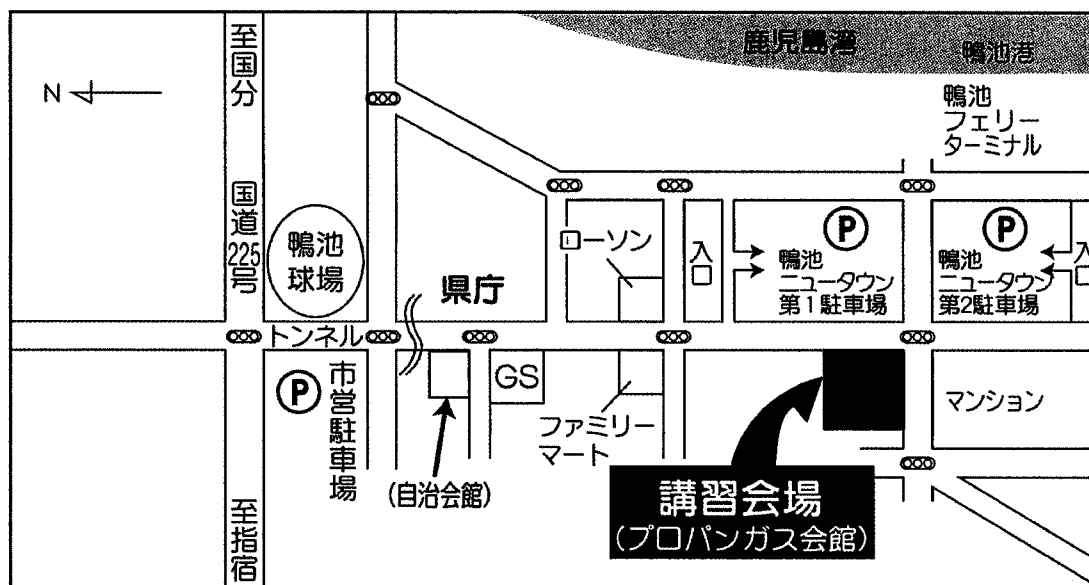 鹿児島湾
鴨池港
鴨池
フェリー
ターミナル
N
至国分
国道
225
号
至指宿
鴨池
球場
県庁
ローソン
入口
P
鴨池
ニュータウン
第1駐車場
P
鴨池
ニュータウン
第2駐車場
入口
トンネル
P
市営駐車場
(自治会館)
GS
ファミリー
マート
マンション
講習会場
(プロパンガス会館)